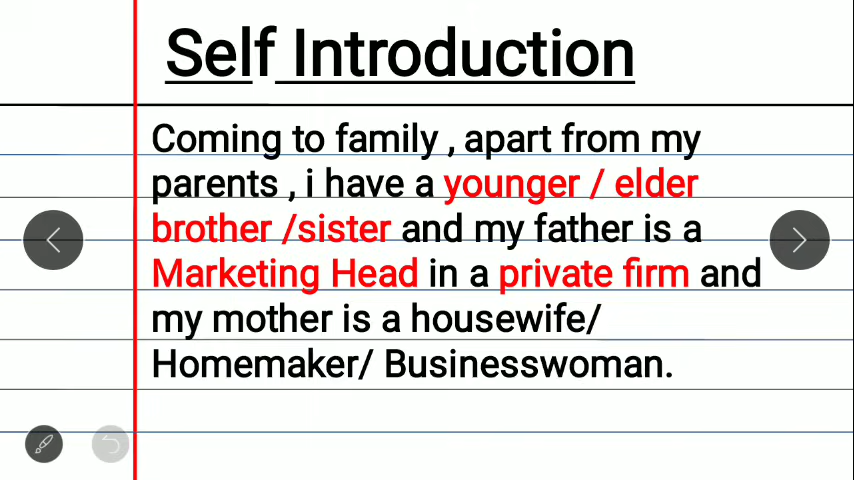 Self Introduction
Coming to family , apart from my
parents , i have a younger / elder
brother /sister and my father is a
Marketing Head in a private firm and
my mother is a housewife/
Homemaker/ Businesswoman.